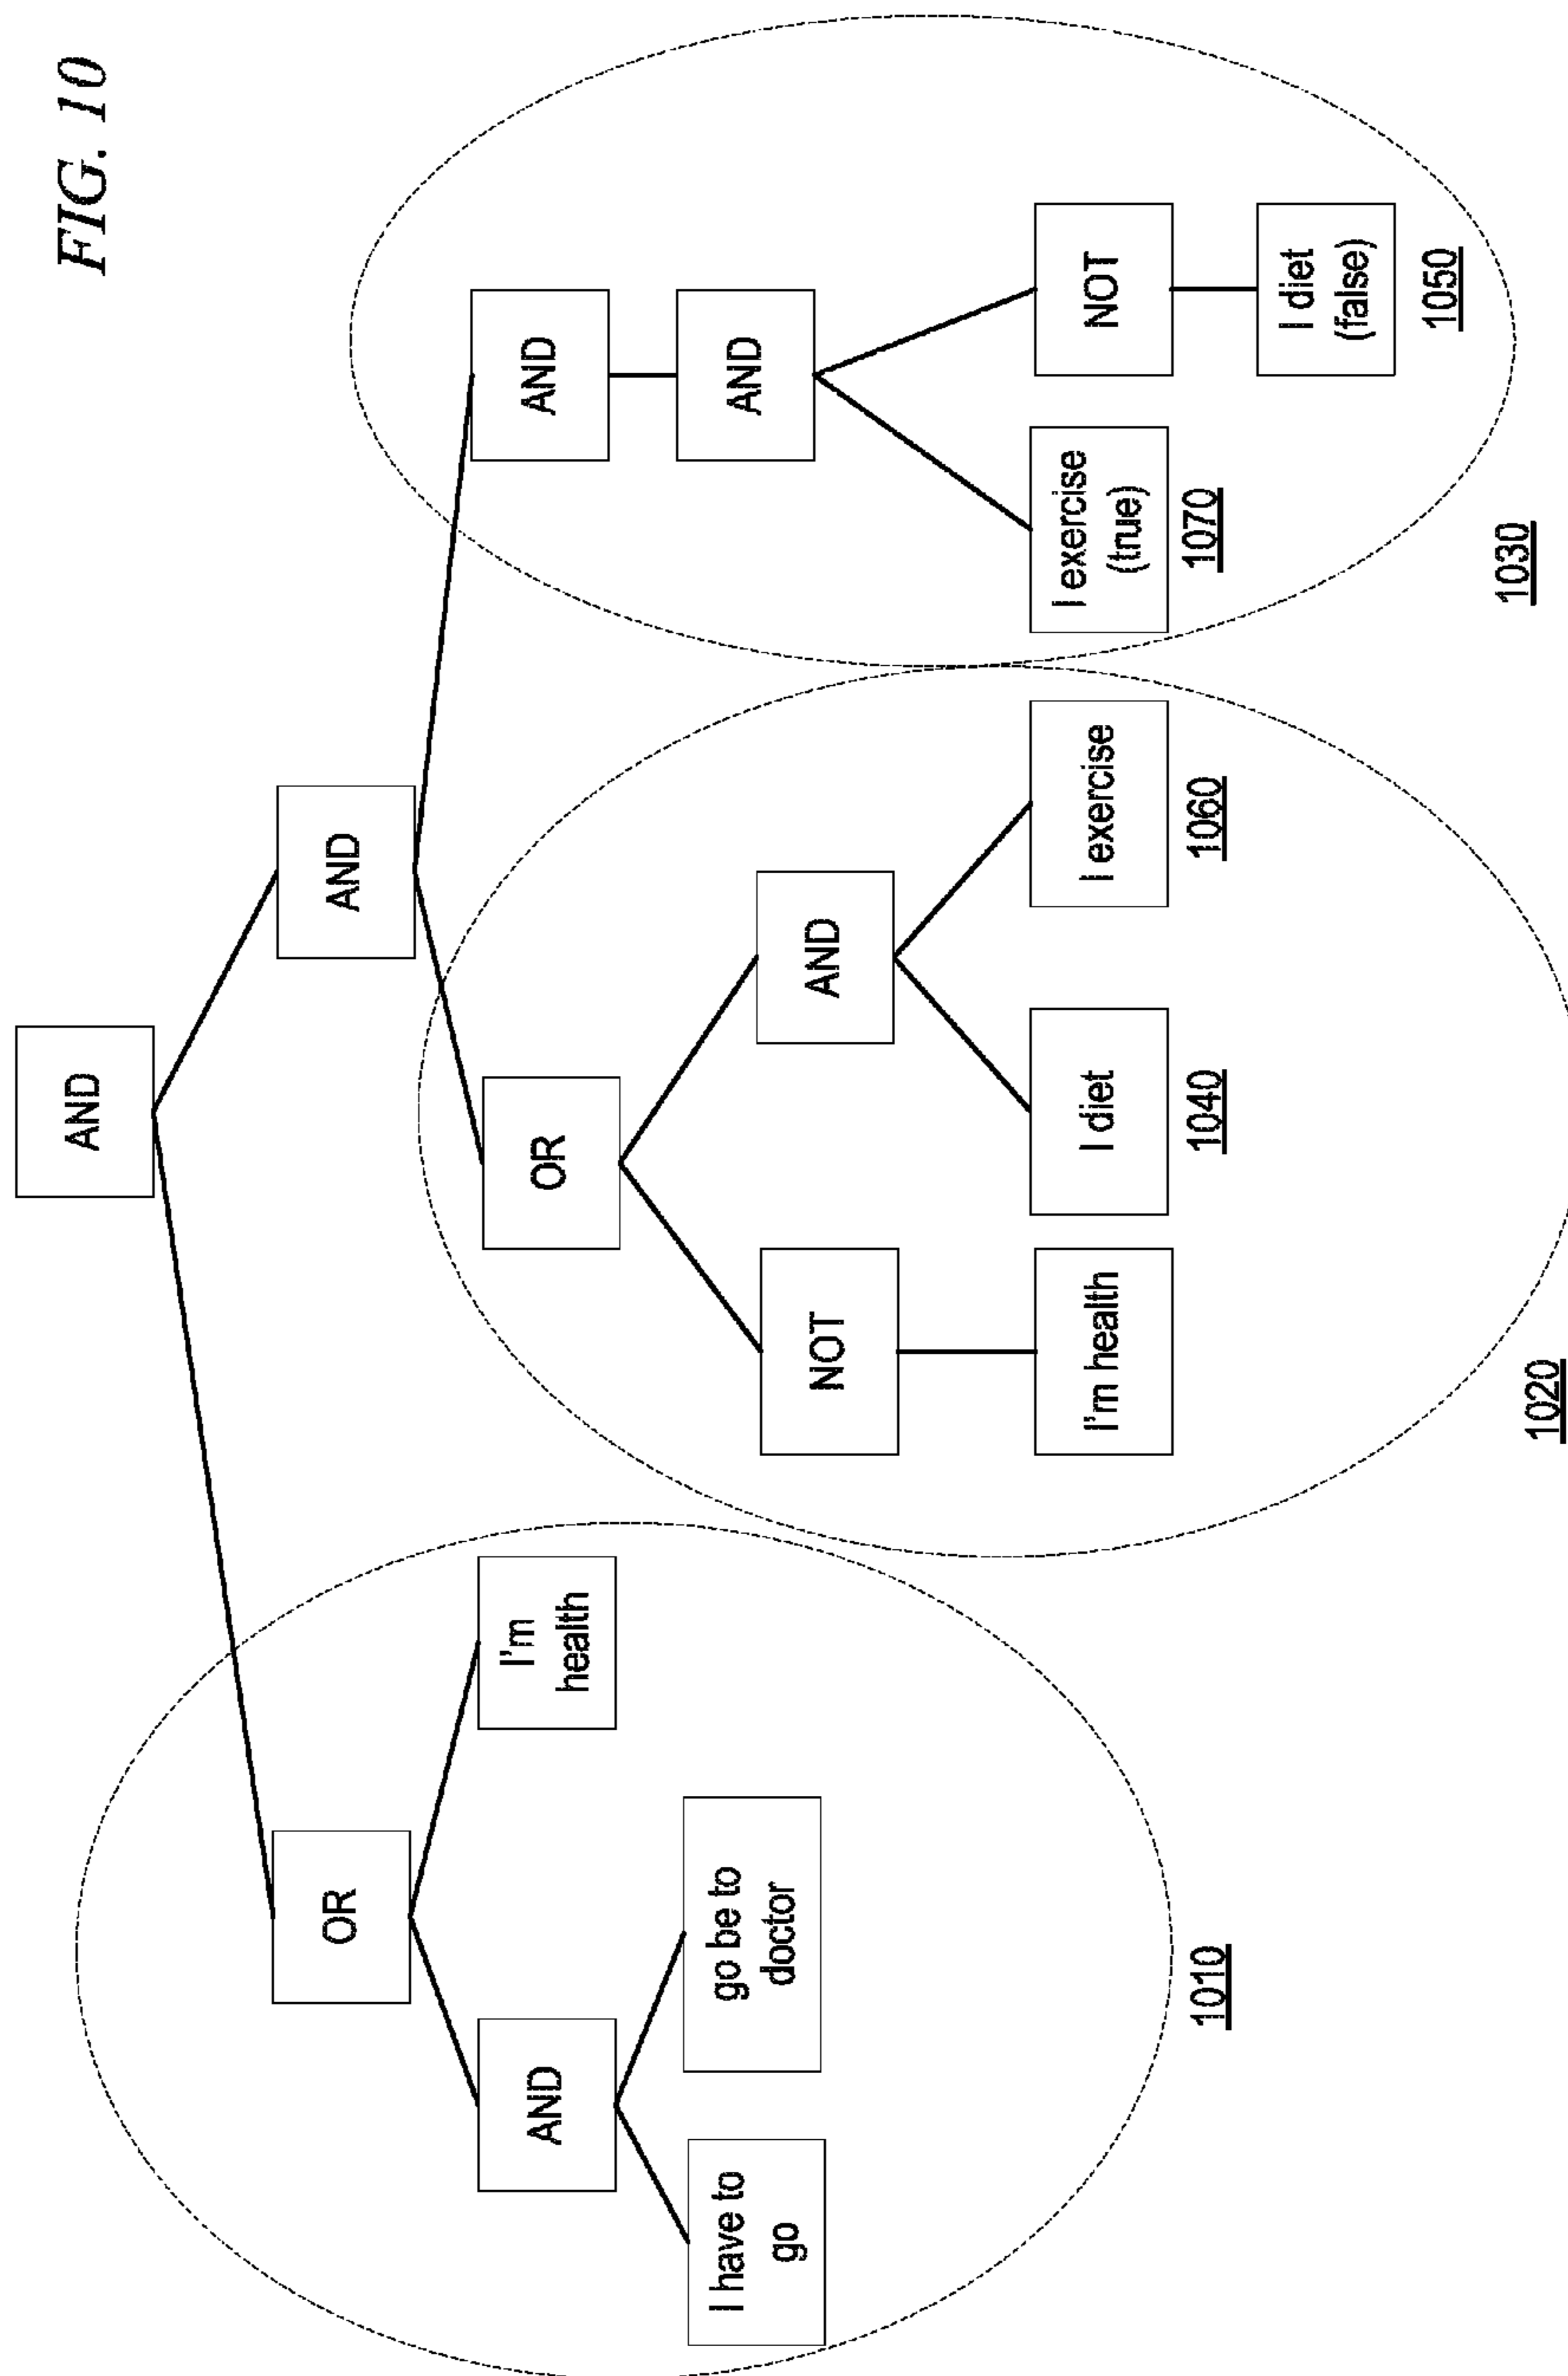 FIG. 10
AND
OR
AND
AND
I'm
health
OR
AND
I have to
go
go be to
doctor
NOT
AND
AND
I'm health
I diet
1040
I exercise
1060
I exercise
(true)
1070
NOT
I diet
(false)
1050
1010
1020
1030